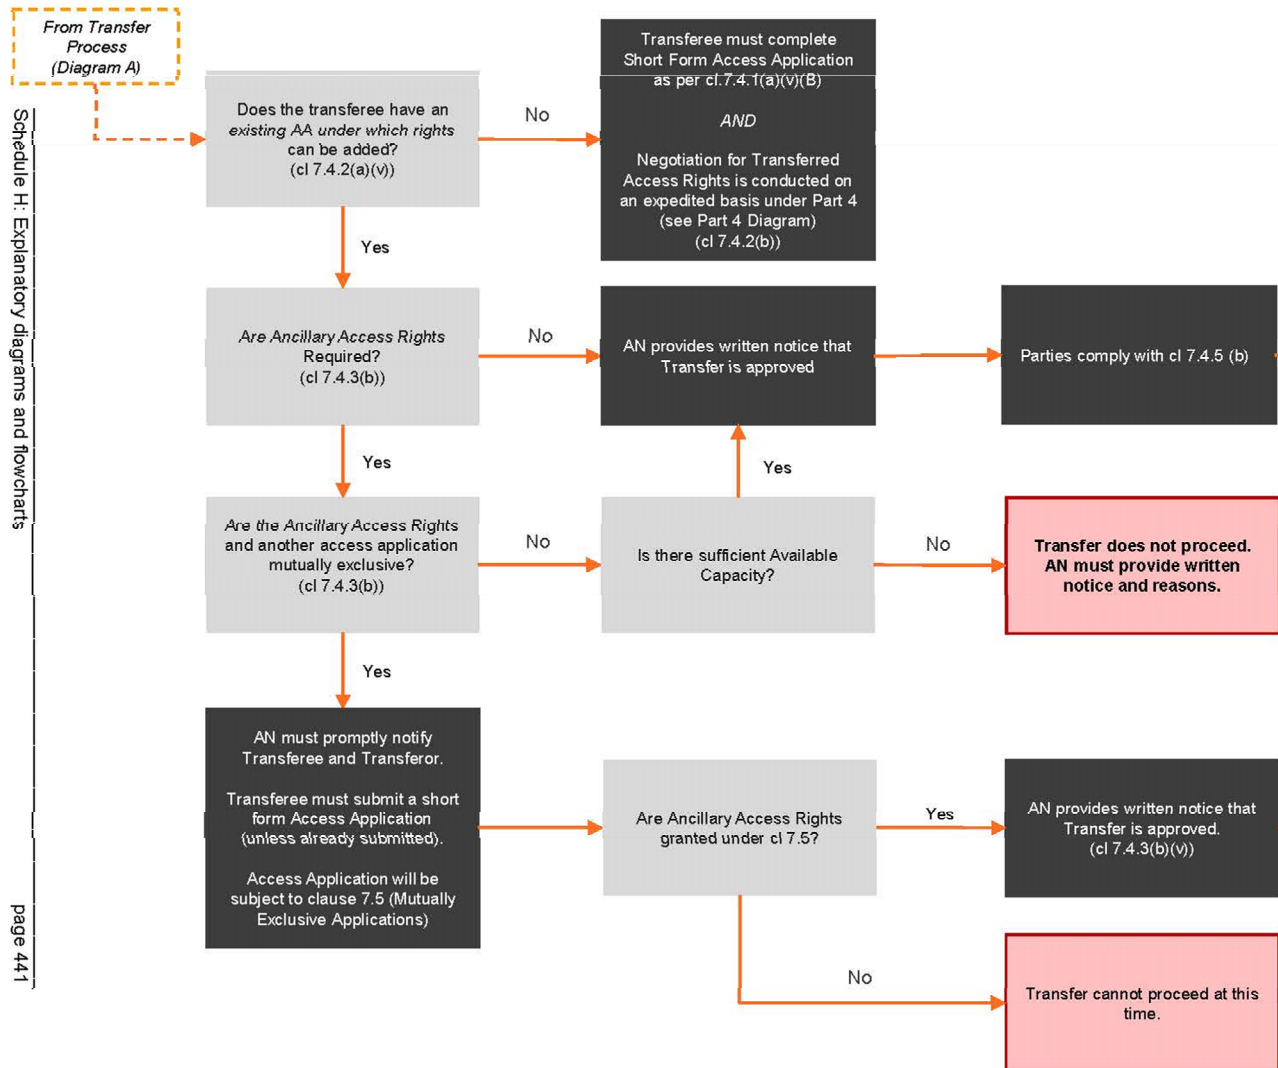 From Transfer
Process
(Diagram A)
Does the transferee have an
existing AA under which rights
can be added?
(cl 7.4.2(a)(v))
No
Transferee must complete
Short Form Access Application
as per cl.7.4.1(a)(v)(B)
AND
Negotiation for Transferred
Access Rights is conducted on
an expedited basis under Part 4
(see Part 4 Diagram)
(cl 7.4.2(b))
Yes
Are Ancillary Access Rights
Required?
(cl 7.4.3(b))
No
AN provides written notice that
Transfer is approved
Parties comply with cl 7.4.5 (b)
Yes
Yes
Are the Ancillary Access Rights
and another access application
mutually exclusive?
(cl 7.4.3(b))
No
Is there sufficient Available
Capacity?
No
Transfer does not proceed.
AN must provide written
notice and reasons.
Yes
AN must promptly notify
Transferee and Transferor.
Transferee must submit a short
form Access Application
(unless already submitted).
Access Application will be
subject to clause 7.5 (Mutually
Exclusive Applications)
Are Ancillary Access Rights
granted under cl 7.5?
Yes
AN provides written notice that
Transfer is approved.
(cl 7.4.3(b)(v))
No
Transfer cannot proceed at this
time.
Schedule H: Explanatory diagrams and flowcharts
page 441